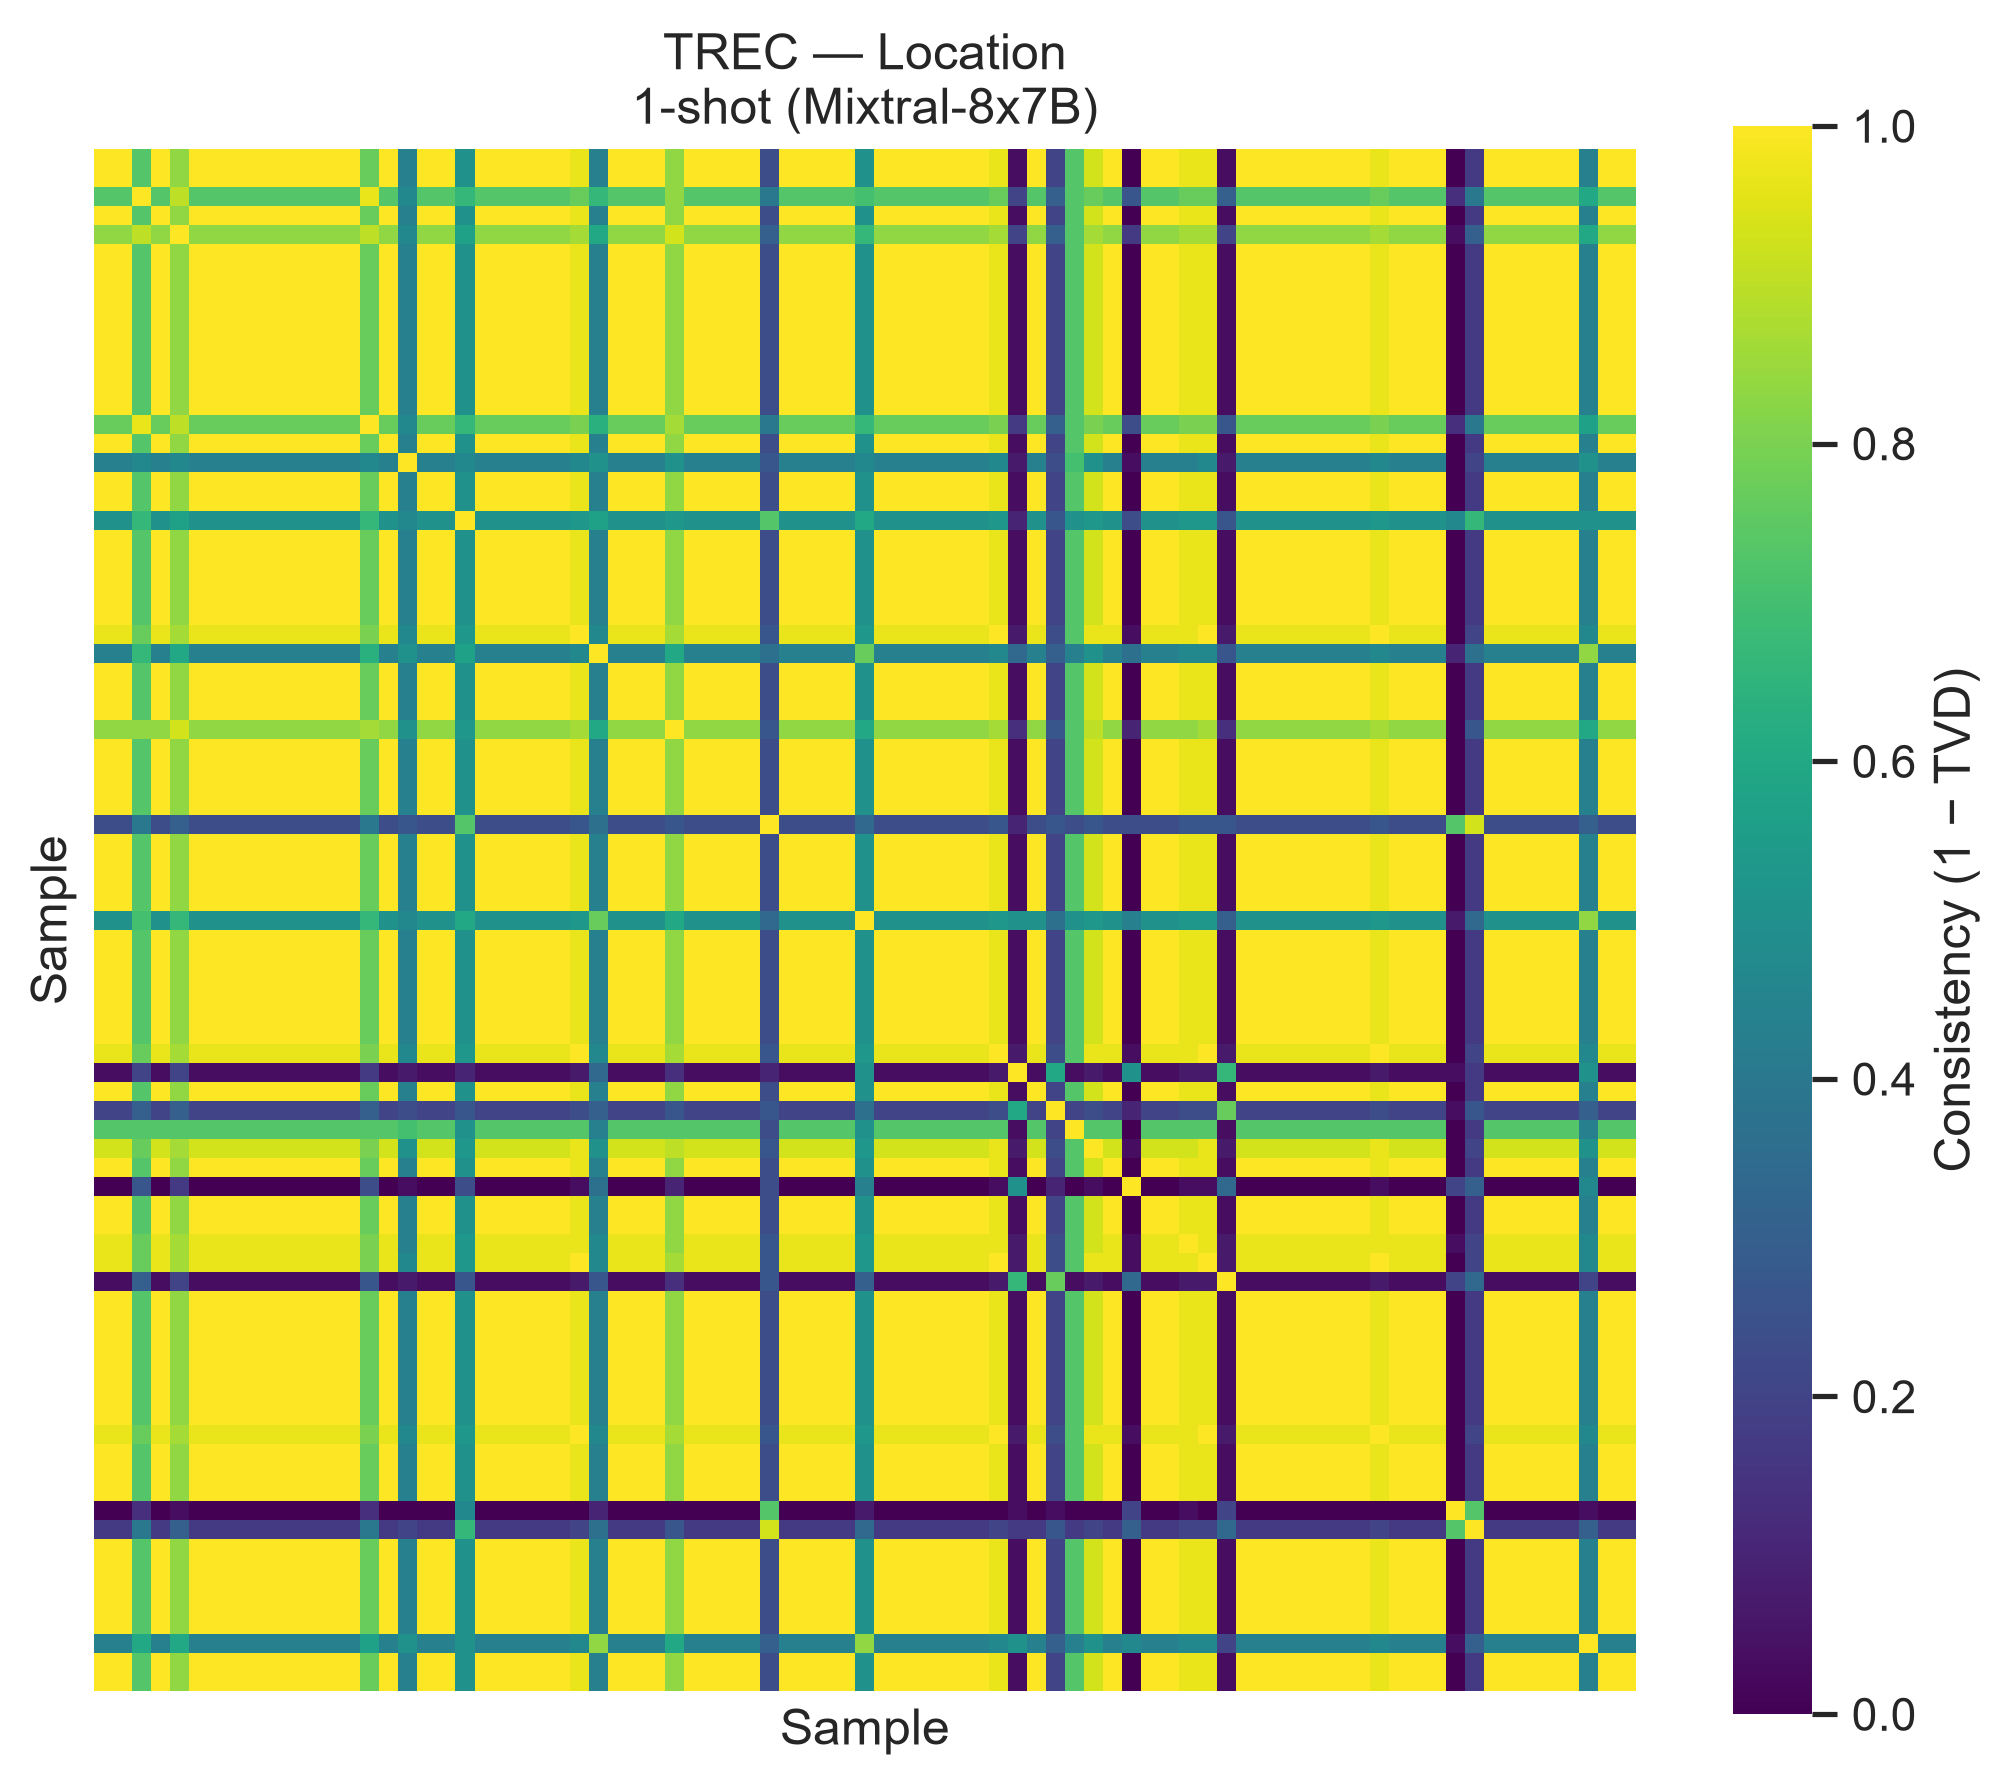 TREC — Location
1-shot (Mixtral-8x7B)
Sample
Sample
1.0
0.8
0.6
0.4
0.2
0.0
Consistency (1 − TVD)